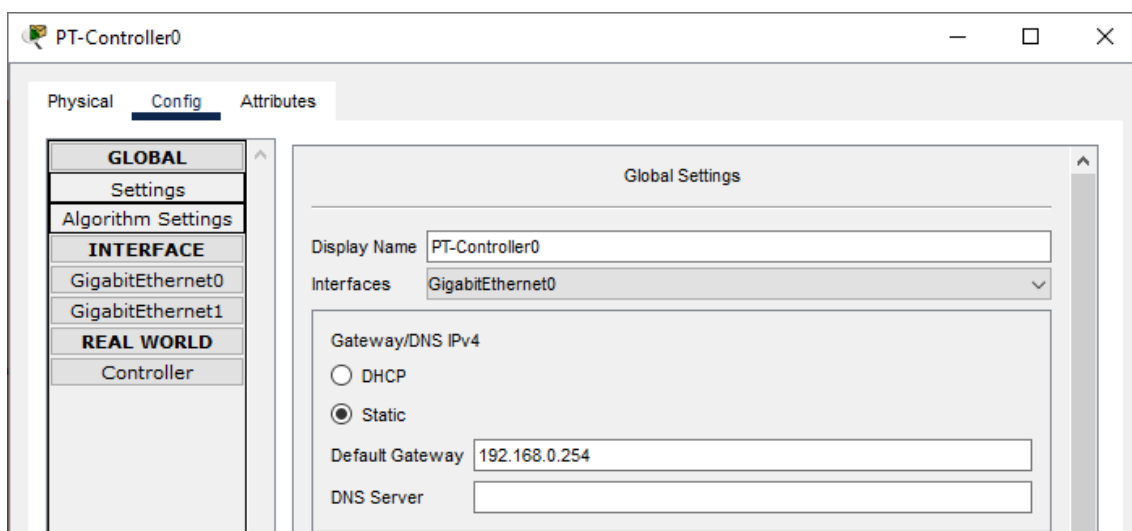 PT-Controller0
Physical Config Attributes
GLOBAL
Settings
Algorithm Settings
INTERFACE
GigabitEthernet0
GigabitEthernet1
REAL WORLD
Controller
Global Settings
Display Name PT-Controller0
Interfaces GigabitEthernet0
Gateway/DNS IPv4
DHCP
Static
Default Gateway 192.168.0.254
DNS Server